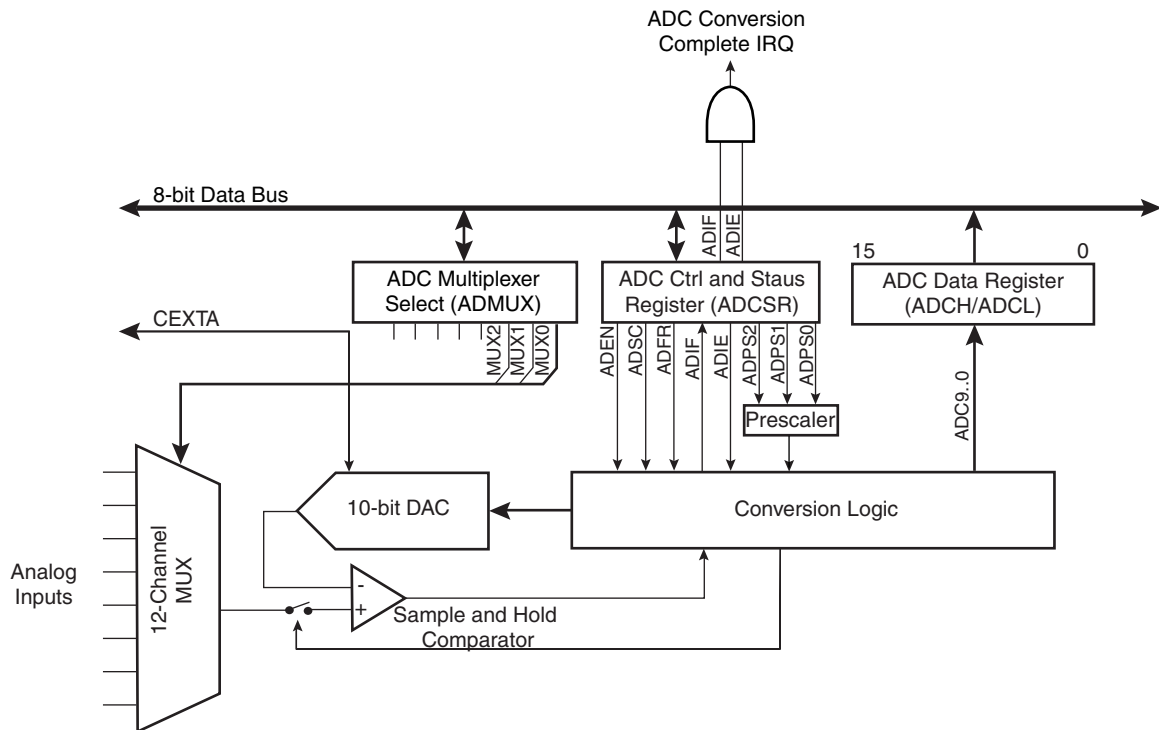 ADC Conversion
Complete IRQ
8-bit Data Bus
ADIF
ADIE
15
0
ADC Multiplexer
Select (ADMUX)
ADC Ctrl and Staus
Register (ADCSR)
ADC Data Register
(ADCH/ADCL)
CEXTA
MUX2
MUX1
MUX0
ADEN
ADSC
ADFR
ADIF
ADIE
ADPS2
ADPS1
ADPS0
Prescaler
ADC9..0
10-bit DAC
Conversion Logic
Analog
Inputs
12-Channel
MUX
-
+
Sample and Hold
Comparator